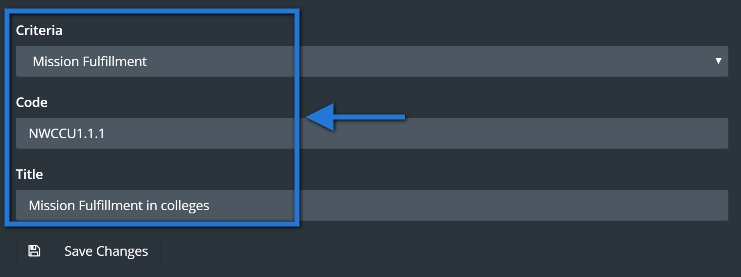 Criteria
Mission Fulfillment
Code
NWCCU1.1.1
Title
Mission Fulfillment in colleges
Save Changes